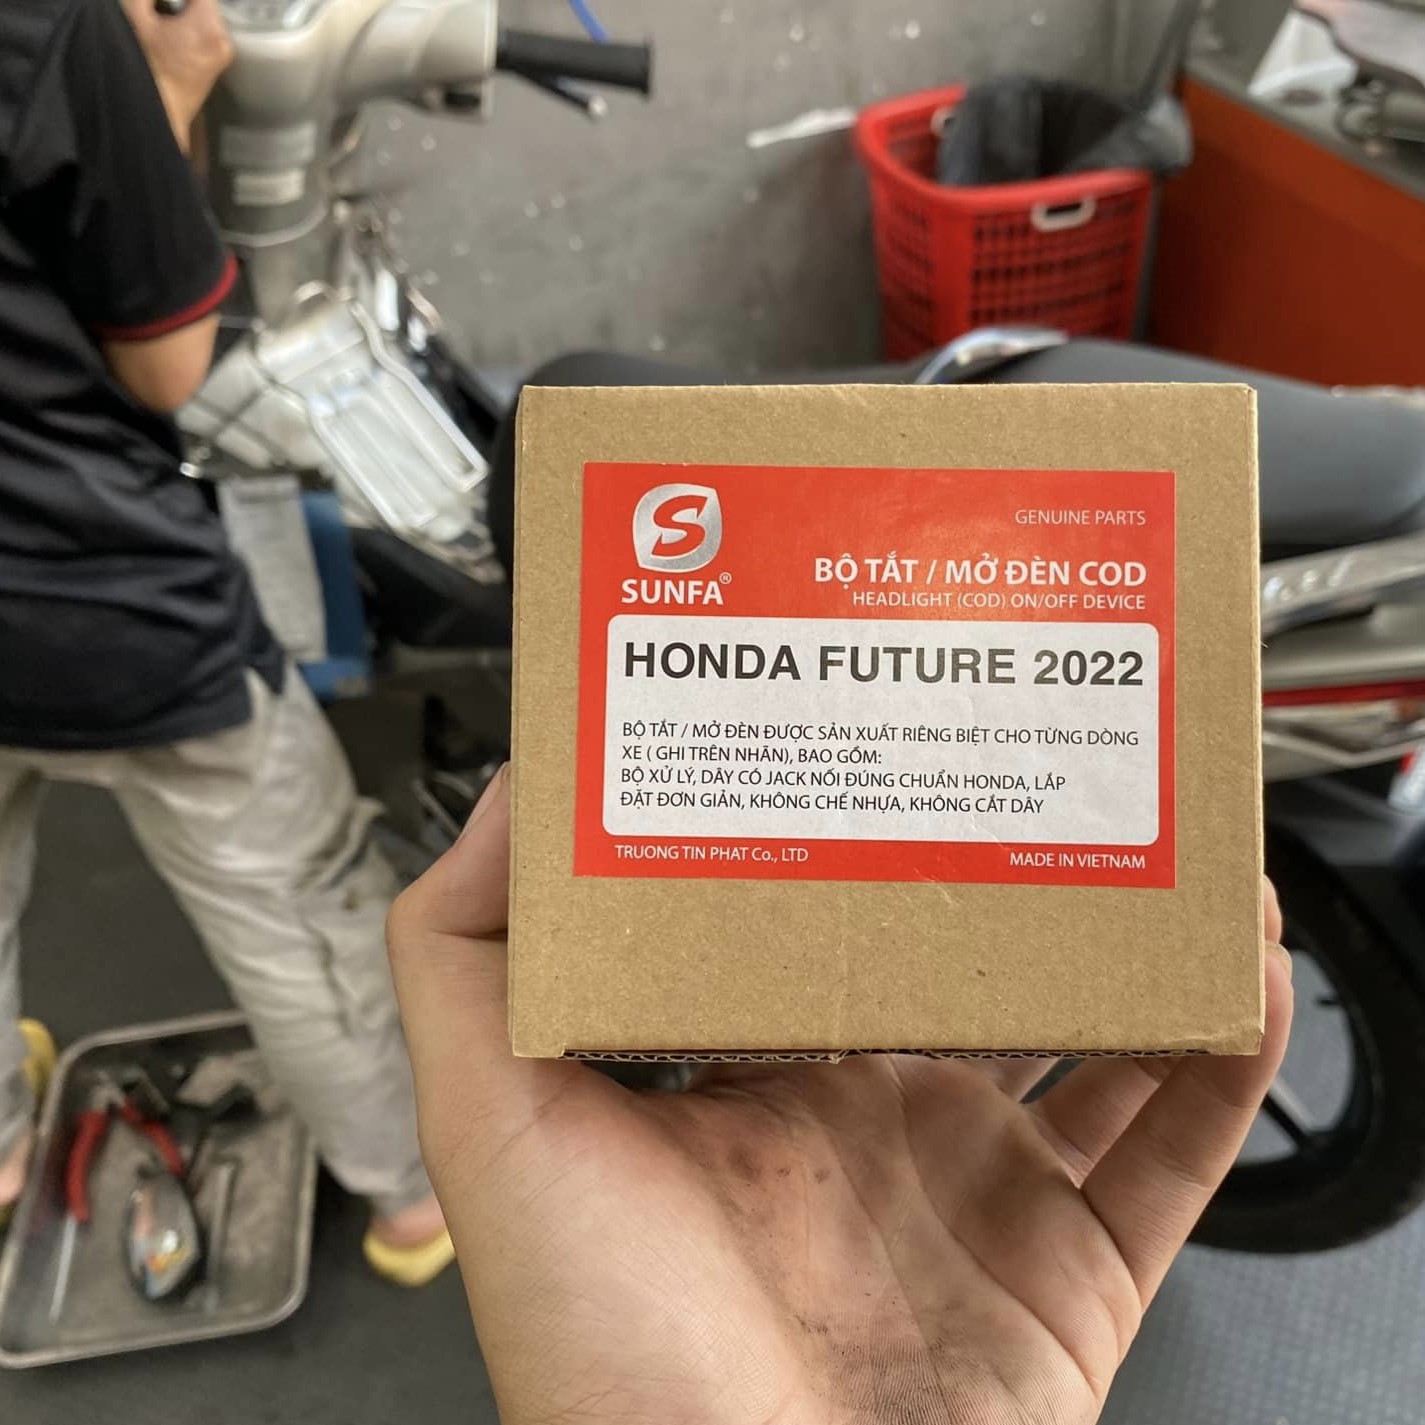 GENUINE PARTS
SUNFA®
BỘ TẮT / MỞ ĐÈN COD
HEADLIGHT (COD) ON/OFF DEVICE
HONDA FUTURE 2022
BỘ TẮT / MỞ ĐÈN ĐƯỢC SẢN XUẤT RIÊNG BIỆT CHO TỪNG DÒNG
XE ( GHI TRÊN NHÃN), BAO GỒM:
BỘ XỬ LÝ, DÂY CÓ JACK NỐI ĐÚNG CHUẨN HONDA, LẮP
ĐẶT ĐƠN GIẢN, KHÔNG CHẾ NHỰA, KHÔNG CẮT DÂY
TRUONG TIN PHAT Co., LTD
MADE IN VIETNAM